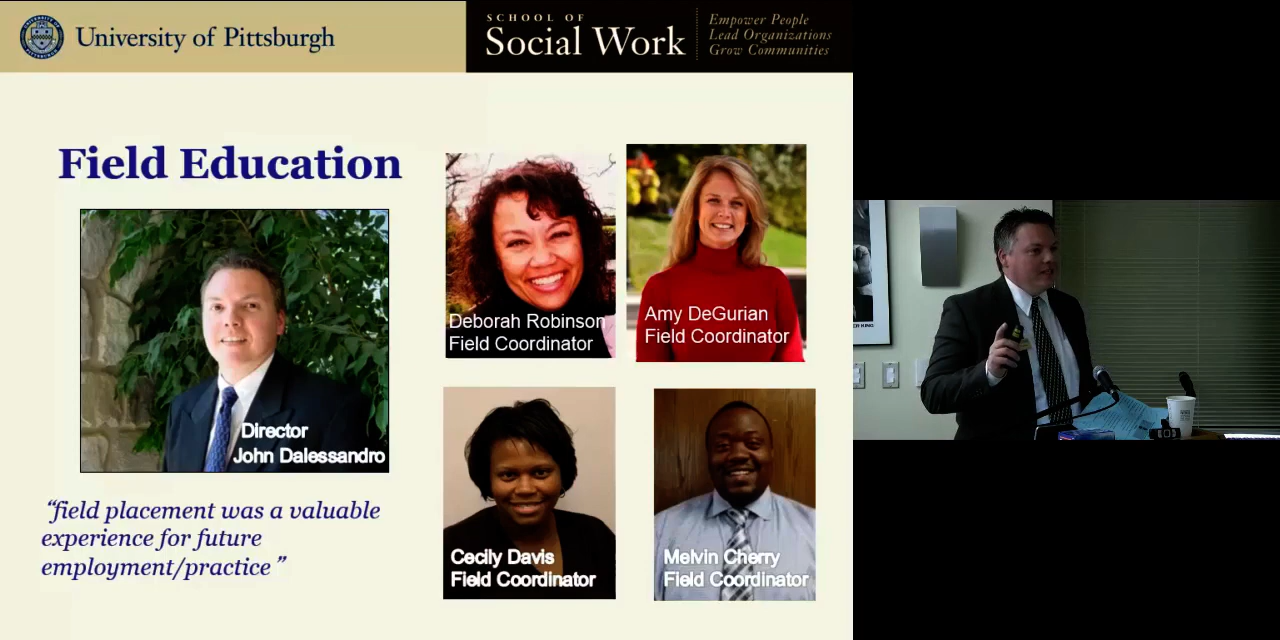 University of Pittsburgh
SCHOOL OF
Social Work
Empower People
Lead Organizations
Grow Communities
Field Education
Director
John Dalessandro
Deborah Robinson
Field Coordinator
Amy DeGurian
Field Coordinator
Cecily Davis
Field Coordinator
Melvin Cherry
Field Coordinator
“field placement was a valuable
experience for future
employment/practice ”